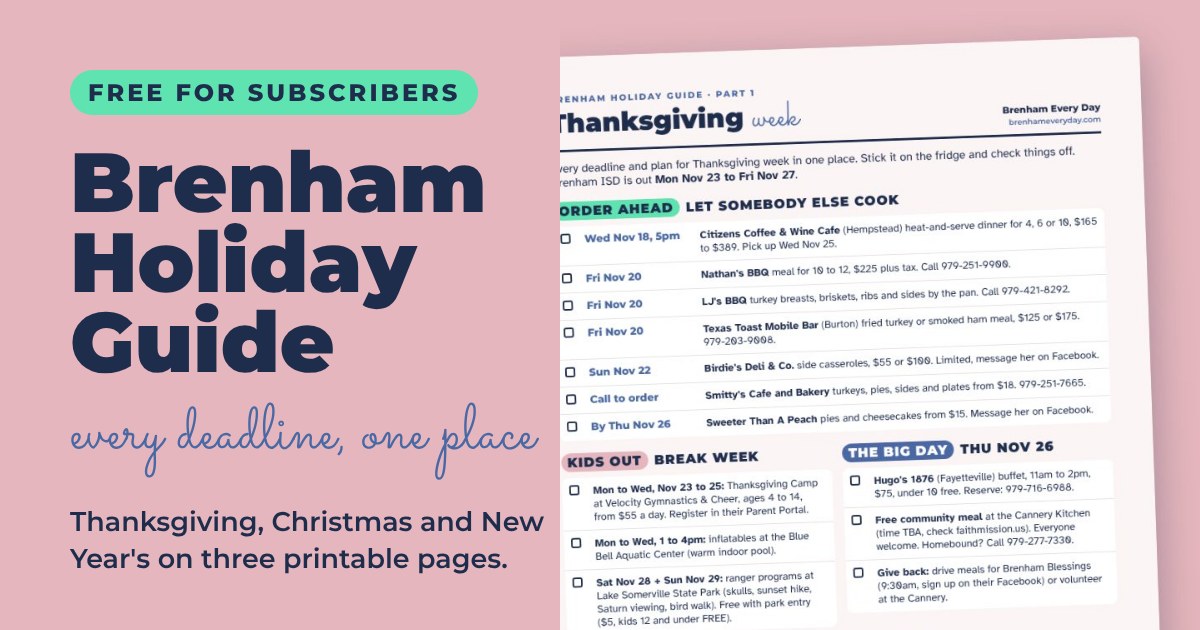 FREE FOR SUBSCRIBERS
Brenham
Holiday
Guide
every deadline, one place
Thanksgiving, Christmas and New
Year's on three printable pages.
RENHAM HOLIDAY GUIDE · PART 1
Thanksgiving week
Brenham Every Day
brenhameveryday.com
very deadline and plan for Thanksgiving week in one place. Stick it on the fridge and check things off.
renham ISD is out Mon Nov 23 to Fri Nov 27.
ORDER AHEAD LET SOMEBODY ELSE COOK
Wed Nov 18, 5pm Citizens Coffee & Wine Cafe (Hempstead) heat-and-serve dinner for 4, 6 or 10, $165
to $389. Pick up Wed Nov 25.
Fri Nov 20 Nathan's BBQ meal for 10 to 12, $225 plus tax. Call 979-251-9900.
Fri Nov 20 LJ's BBQ turkey breasts, briskets, ribs and sides by the pan. Call 979-421-8292.
Fri Nov 20 Texas Toast Mobile Bar (Burton) fried turkey or smoked ham meal, $125 or $175.
979-203-9008.
Sun Nov 22 Birdie's Deli & Co. side casseroles, $55 or $100. Limited, message her on Facebook.
Call to order Smitty's Cafe and Bakery turkeys, pies, sides and plates from $18. 979-251-7665.
By Thu Nov 26 Sweeter Than A Peach pies and cheesecakes from $15. Message her on Facebook.
KIDS OUT BREAK WEEK
Mon to Wed, Nov 23 to 25: Thanksgiving Camp
at Velocity Gymnastics & Cheer, ages 4 to 14,
from $55 a day. Register in their Parent Portal.
Mon to Wed, 1 to 4pm: inflatables at the Blue
Bell Aquatic Center (warm indoor pool).
Sat Nov 28 + Sun Nov 29: ranger programs at
Lake Somerville State Park (skulls, sunset hike,
Saturn viewing, bird walk). Free with park entry
($5, kids 12 and under FREE).
THE BIG DAY THU NOV 26
Hugo's 1876 (Fayetteville) buffet, 11am to 2pm,
$75, under 10 free. Reserve: 979-716-6988.
Free community meal at the Cannery Kitchen
(time TBA, check faithmission.us). Everyone
welcome. Homebound? Call 979-277-7330.
Give back: drive meals for Brenham Blessings
(9:30am, sign up on their Facebook) or volunteer
at the Cannery.